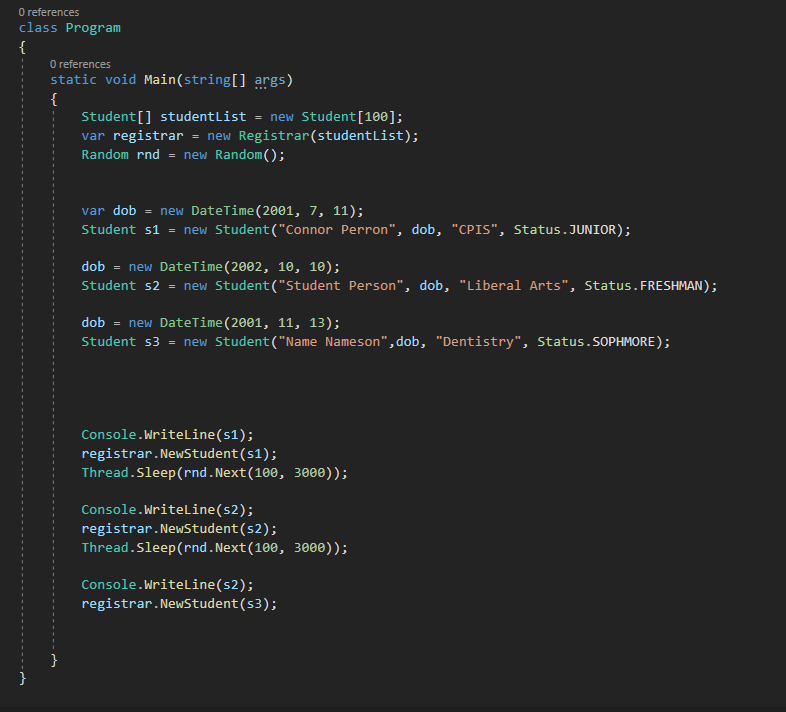 0 references
class Program
{
0 references
static void Main(string[] args)
{
Student[] studentList = new Student[100];
var registrar = new Registrar(studentList);
Random rnd = new Random();
var dob = new DateTime(2001, 7, 11);
Student s1 = new Student("Connor Perron", dob, "CPIS", Status.JUNIOR);
dob = new DateTime(2002, 10, 10);
Student s2 = new Student("Student Person", dob, "Liberal Arts", Status.FRESHMAN);
dob = new DateTime(2001, 11, 13);
Student s3 = new Student("Name Nameson",dob, "Dentistry", Status.SOPHMORE);
Console.WriteLine(s1);
registrar.NewStudent(s1);
Thread.Sleep(rnd.Next(100, 3000));
Console.WriteLine(s2);
registrar.NewStudent(s2);
Thread.Sleep(rnd.Next(100, 3000));
Console.WriteLine(s2);
registrar.NewStudent(s3);
}
}